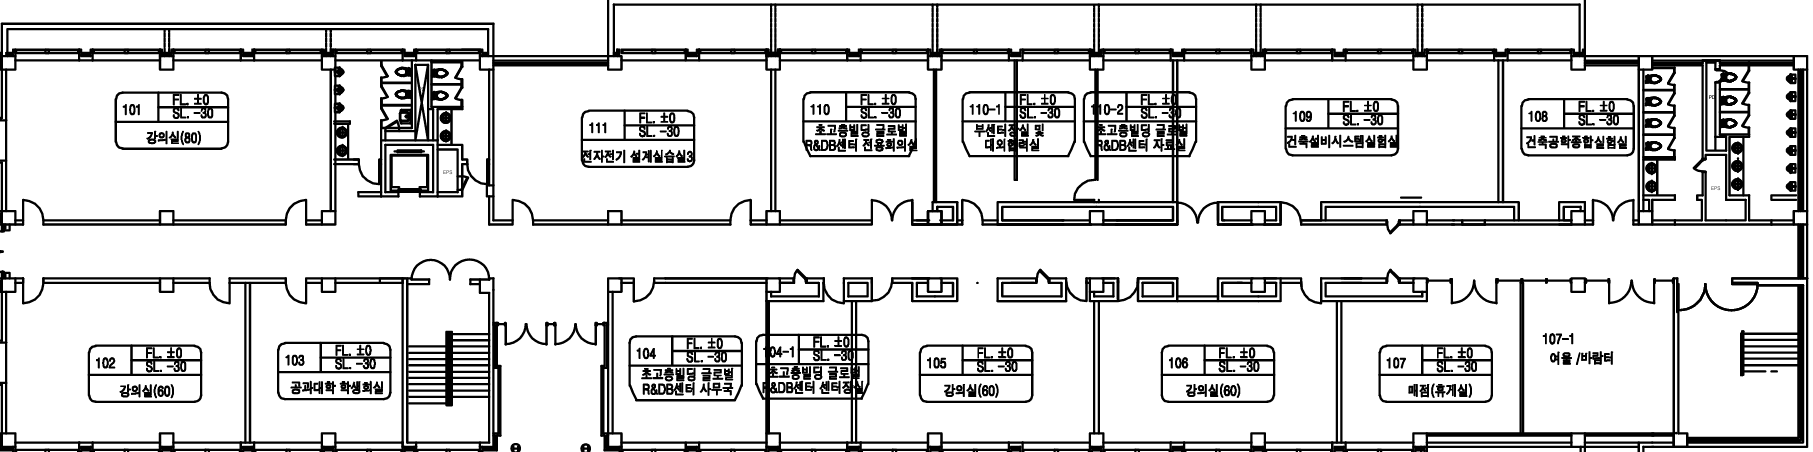 101
FL. ±0
SL. -30
강의실(80)
111
FL. ±0
SL. -30
전자전기 설계실습실3
110
FL. ±0
SL. -30
초고층빌딩 글로벌
R&DB센터 전용회의실
110-1
FL. ±0
SL. -30
부센터장실 및
대외협력실
110-2
FL. ±0
SL. -30
초고층빌딩 글로벌
R&DB센터 자료실
109
FL. ±0
SL. -30
건축설비시스템실험실
108
FL. ±0
SL. -30
건축공학종합실험실
EPS
PD
EPS
102
FL. ±0
SL. -30
강의실(60)
103
FL. ±0
SL. -30
공과대학 학생회실
104
FL. ±0
SL. -30
초고층빌딩 글로벌
R&DB센터 사무국
104-1
FL. ±0
SL. -30
초고층빌딩 글로벌
R&DB센터 센터장실
105
FL. ±0
SL. -30
강의실(60)
106
FL. ±0
SL. -30
강의실(60)
107
FL. ±0
SL. -30
매점(휴게실)
107-1
여울 /바람터